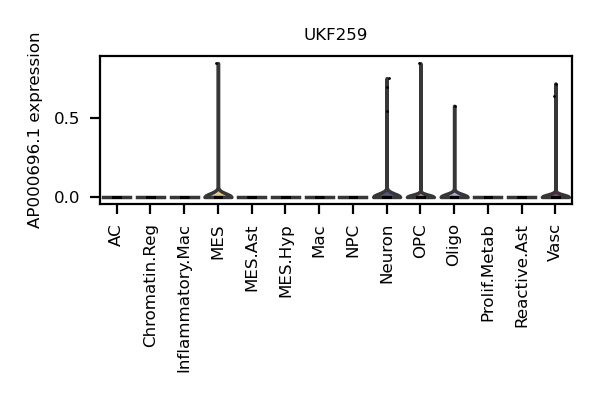 UKF259
AP000696.1 expression
0.5
0.0
AC
Chromatin.Reg
Inflammatory.Mac
MES
MES.Ast
MES.Hyp
Mac
NPC
Neuron
OPC
Oligo
Prolif.Metab
Reactive.Ast
Vasc